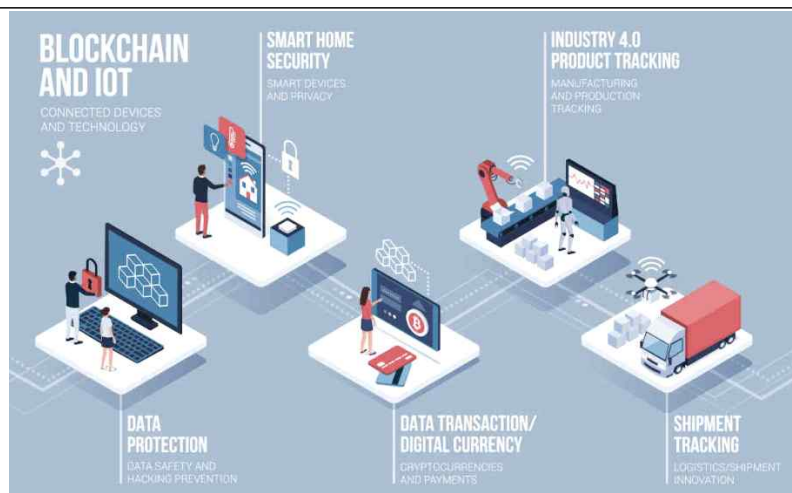 BLOCKCHAIN
AND IOT
CONNECTED DEVICES
AND TECHNOLOGY
SMART HOME
SECURITY
SMART DEVICES
AND PRIVACY
INDUSTRY 4.0
PRODUCT TRACKING
MANUFACTURING
AND PRODUCTION
TRACKING
DATA
PROTECTION
DATA SAFETY AND
HACKING PREVENTION
DATA TRANSACTION/
DIGITAL CURRENCY
CRYPTOCURRENCIES
AND PAYMENTS
SHIPMENT
TRACKING
LOGISTICS/SHIPMENT
INNOVATION